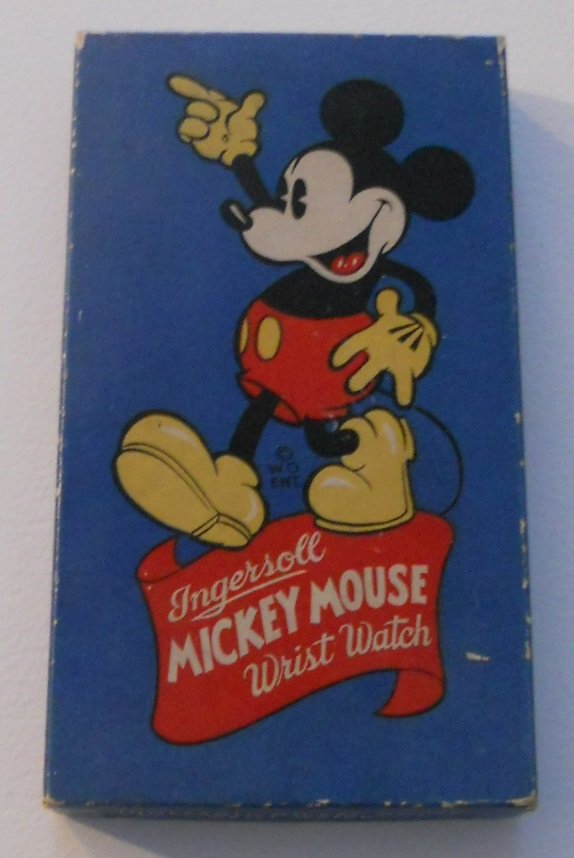 ©
W D
ENT.
Ingersoll
MICKEY MOUSE
Wrist Watch